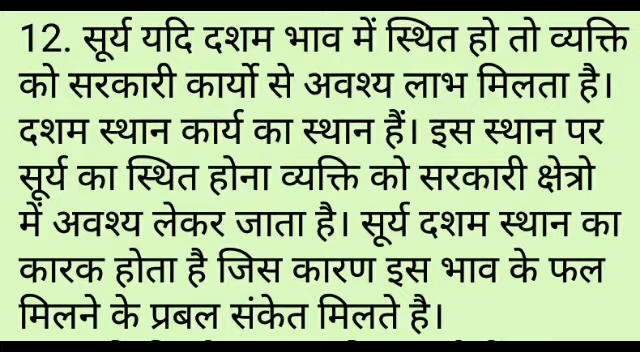 12. सूर्य यदि दशम भाव में स्थित हो तो व्यक्ति
को सरकारी कार्यो से अवश्य लाभ मिलता है।
दशम स्थान कार्य का स्थान हैं। इस स्थान पर
सूर्य का स्थित होना व्यक्ति को सरकारी क्षेत्रो
में अवश्य लेकर जाता है। सूर्य दशम स्थान का
कारक होता है जिस कारण इस भाव के फल
मिलने के प्रबल संकेत मिलते है।